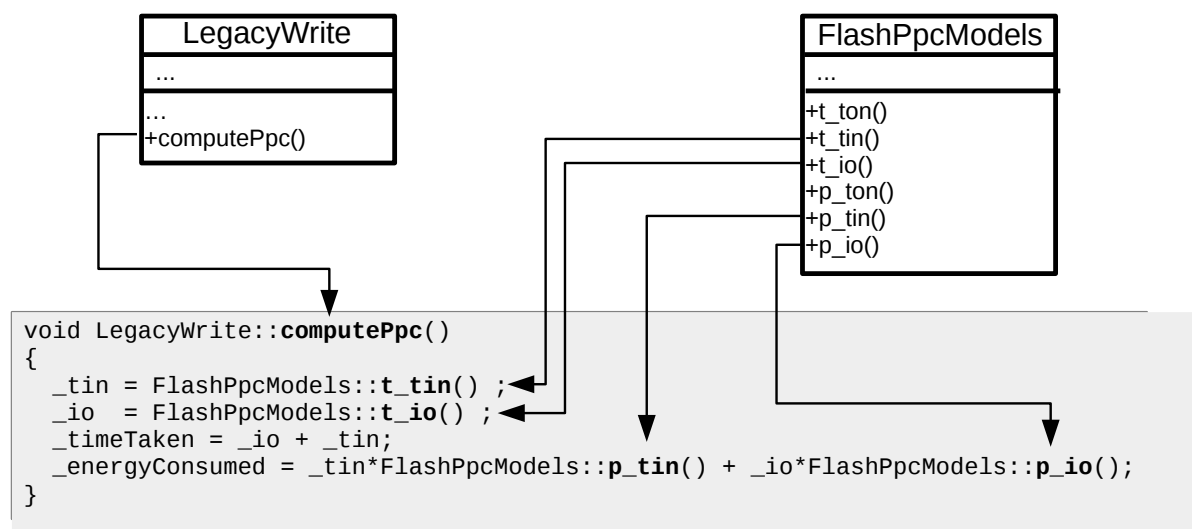 LegacyWrite
...
...
+computePpc()
FlashPpcModels
...
+t_ton()
+t_tin()
+t_io()
+p_ton()
+p_tin()
+p_io()
void LegacyWrite::computePpc()
{
  _tin = FlashPpcModels::t_tin() ;
  _io  = FlashPpcModels::t_io() ;
  _timeTaken = _io + _tin;
  _energyConsumed = _tin*FlashPpcModels::p_tin() + _io*FlashPpcModels::p_io();
}